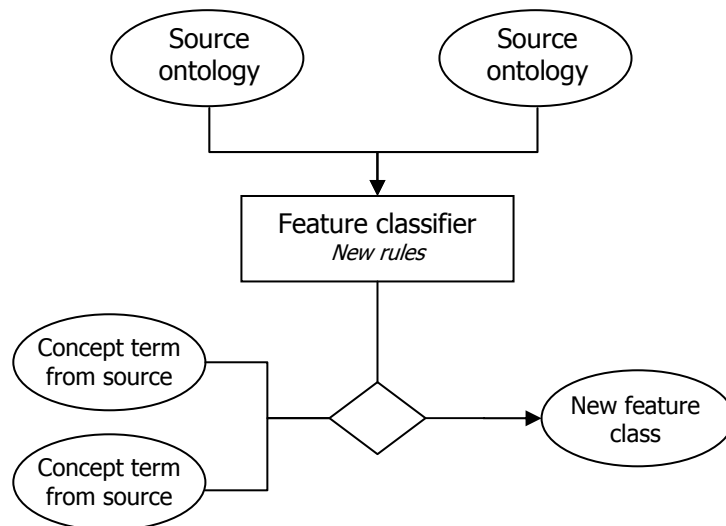 Source
ontology
Source
ontology
Feature classifier
New rules
Concept term
from source
New feature
class
Concept term
from source